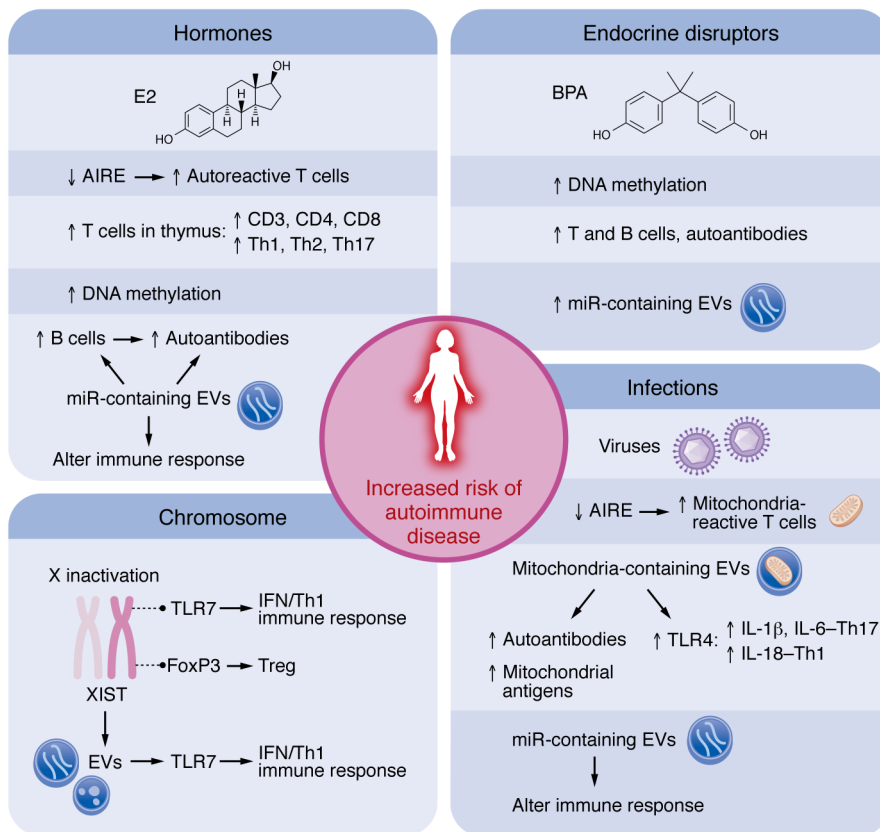 Hormones
E2
OH
H
H
H
HO
↓ AIRE → ↑ Autoreactive T cells
↑ T cells in thymus: ↑ CD3, CD4, CD8
↑ Th1, Th2, Th17
↑ DNA methylation
↑ B cells → ↑ Autoantibodies
miR-containing EVs
Alter immune response
Endocrine disruptors
BPA
HO
OH
↑ DNA methylation
↑ T and B cells, autoantibodies
↑ miR-containing EVs
Increased risk of
autoimmune
disease
Chromosome
X inactivation
TLR7 → IFN/Th1
immune response
FoxP3 → Treg
XIST
EVs → TLR7 → IFN/Th1
immune response
Infections
Viruses
↓ AIRE → ↑ Mitochondria-
reactive T cells
Mitochondria-containing EVs
↑ Autoantibodies
↑ Mitochondrial
antigens
↑ TLR4: ↑ IL-1β, IL-6–Th17
↑ IL-18–Th1
miR-containing EVs
Alter immune response